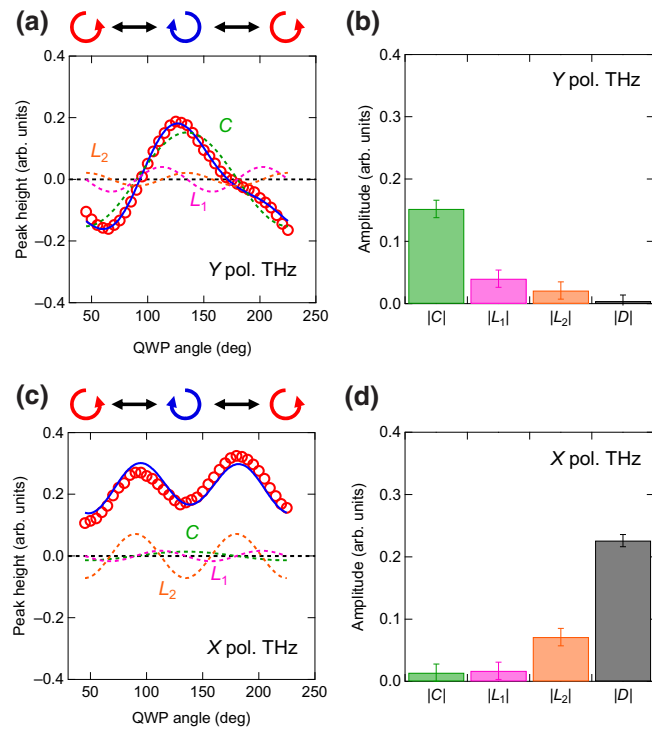 (a)
0.4
0.2
0.0
−0.2
−0.4
Peak height (arb. units)
C
L2
L1
Y pol. THz
50
100
150
200
250
QWP angle (deg)
(b)
0.4
0.3
0.2
0.1
0.0
Amplitude (arb. units)
Y pol. THz
|C|
|L1|
|L2|
|D|
(c)
0.4
0.2
0.0
−0.2
−0.4
Peak height (arb. units)
C
L1
L2
X pol. THz
50
100
150
200
250
QWP angle (deg)
(d)
0.4
0.3
0.2
0.1
0.0
Amplitude (arb. units)
X pol. THz
|C|
|L1|
|L2|
|D|